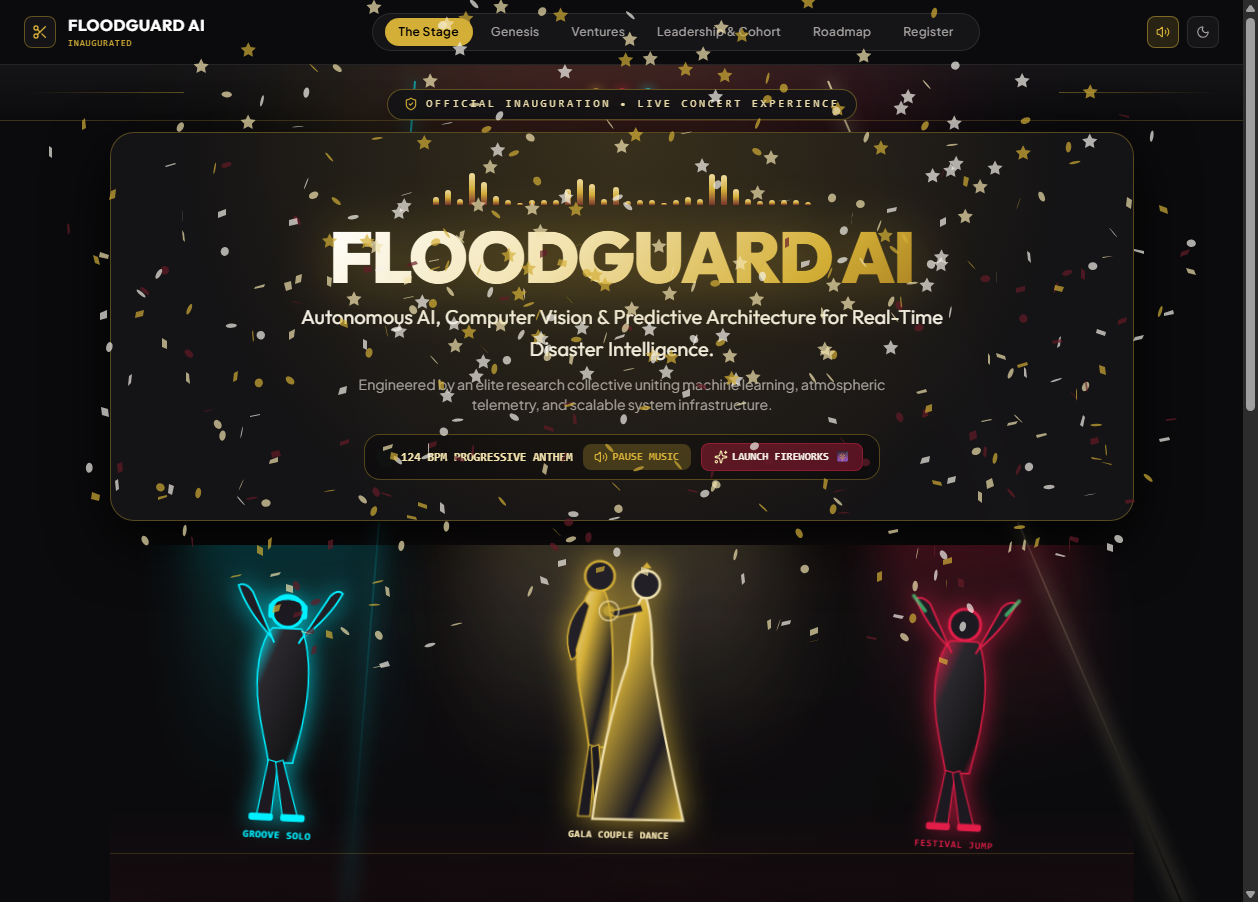 FLOODGUARD AI
INAUGURATED
The Stage
Genesis
Ventures
Leadership & Cohort
Roadmap
Register
OFFICIAL INAUGURATION • LIVE CONCERT EXPERIENCE
FLOODGUARD AI
Autonomous AI, Computer Vision & Predictive Architecture for Real-Time
Disaster Intelligence.
Engineered by an elite research collective uniting machine learning, atmospheric
telemetry, and scalable system infrastructure.
124 BPM PROGRESSIVE ANTHEM
PAUSE MUSIC
LAUNCH FIREWORKS
GROOVE SOLO
GALA COUPLE DANCE
FESTIVAL JUMP